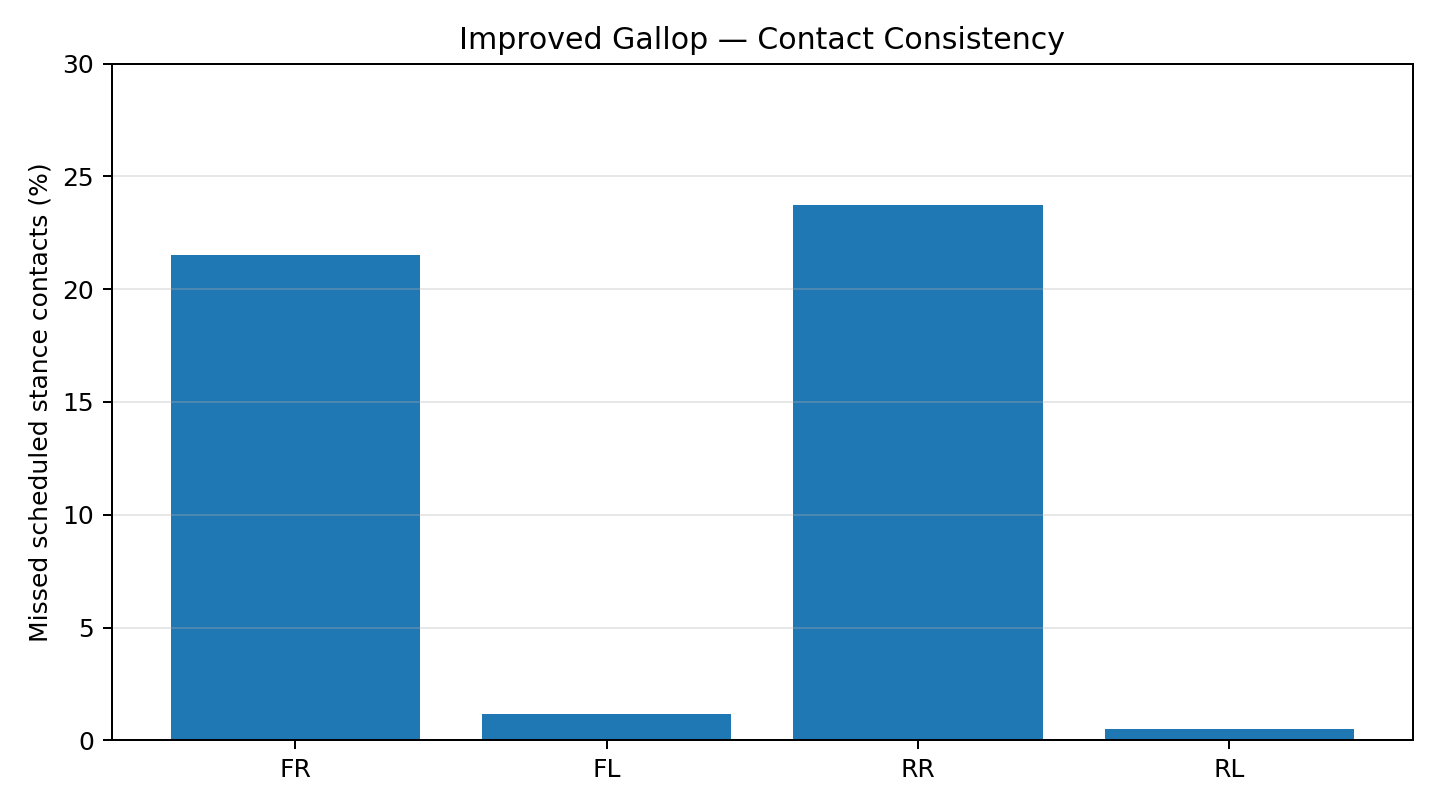 Improved Gallop — Contact Consistency
Missed scheduled stance contacts (%)
30
25
20
15
10
5
0
FR FL RR RL